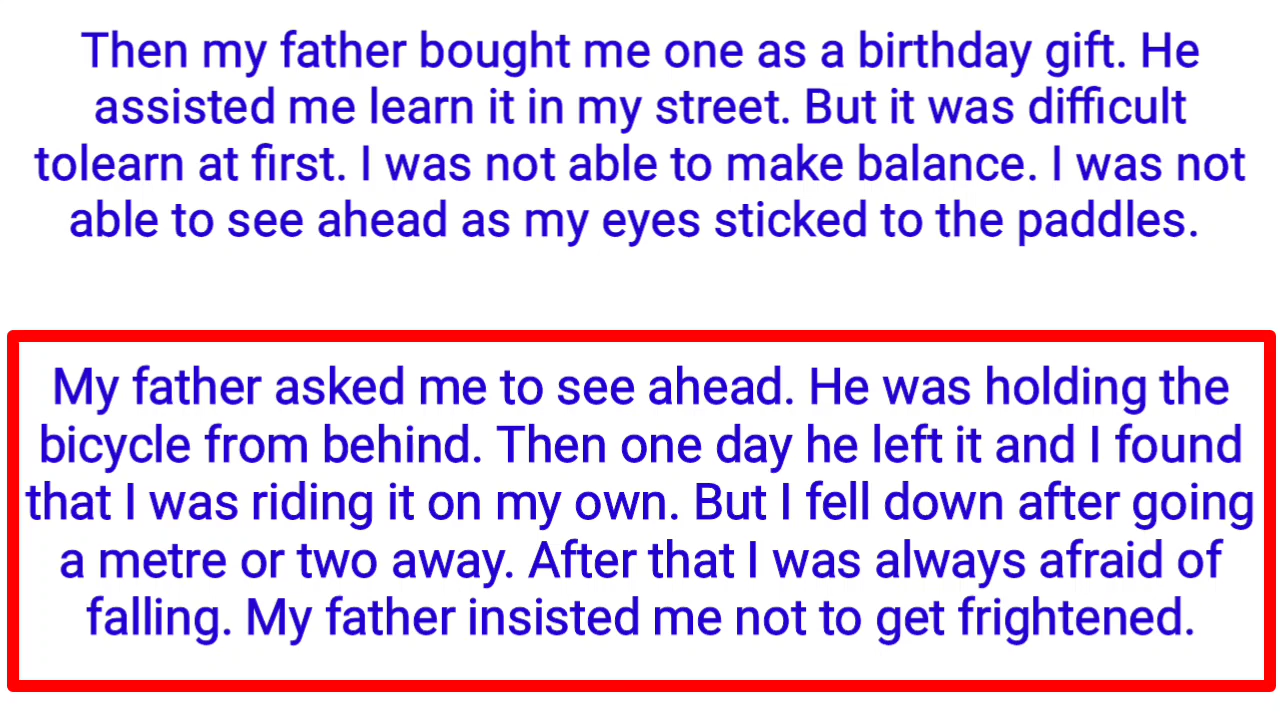 Then my father bought me one as a birthday gift. He
assisted me learn it in my street. But it was difficult
tolearn at first. I was not able to make balance. I was not
able to see ahead as my eyes sticked to the paddles.
My father asked me to see ahead. He was holding the
bicycle from behind. Then one day he left it and I found
that I was riding it on my own. But I fell down after going
a metre or two away. After that I was always afraid of
falling. My father insisted me not to get frightened.